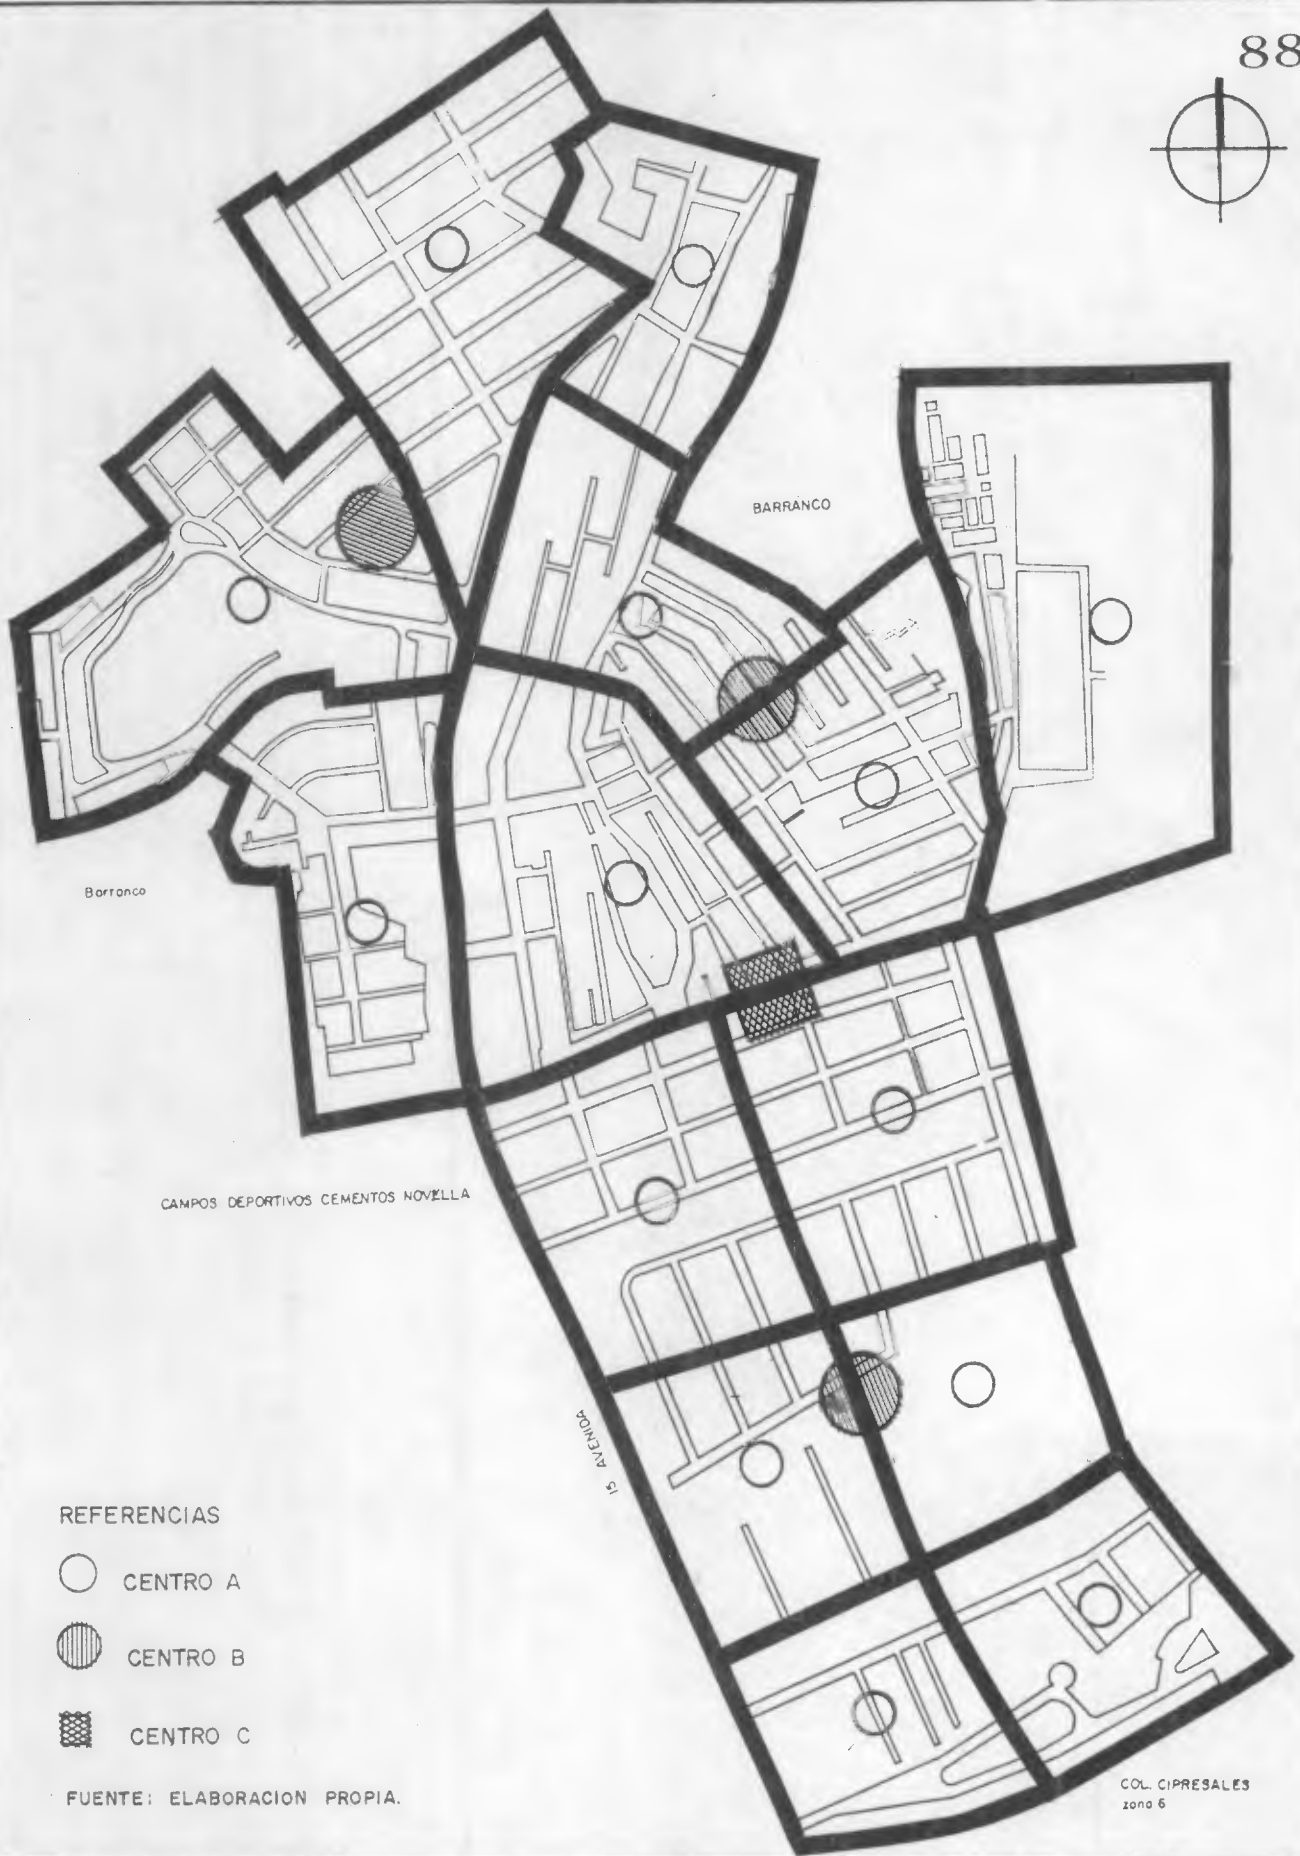 88
BARRANCO
Borranco
CAMPOS DEPORTIVOS CEMENTOS NOVELLA
15 AVENIDA
REFERENCIAS
CENTRO A
CENTRO B
CENTRO C
FUENTE: ELABORACION PROPIA.
COL. CIPRESALES
zona 6